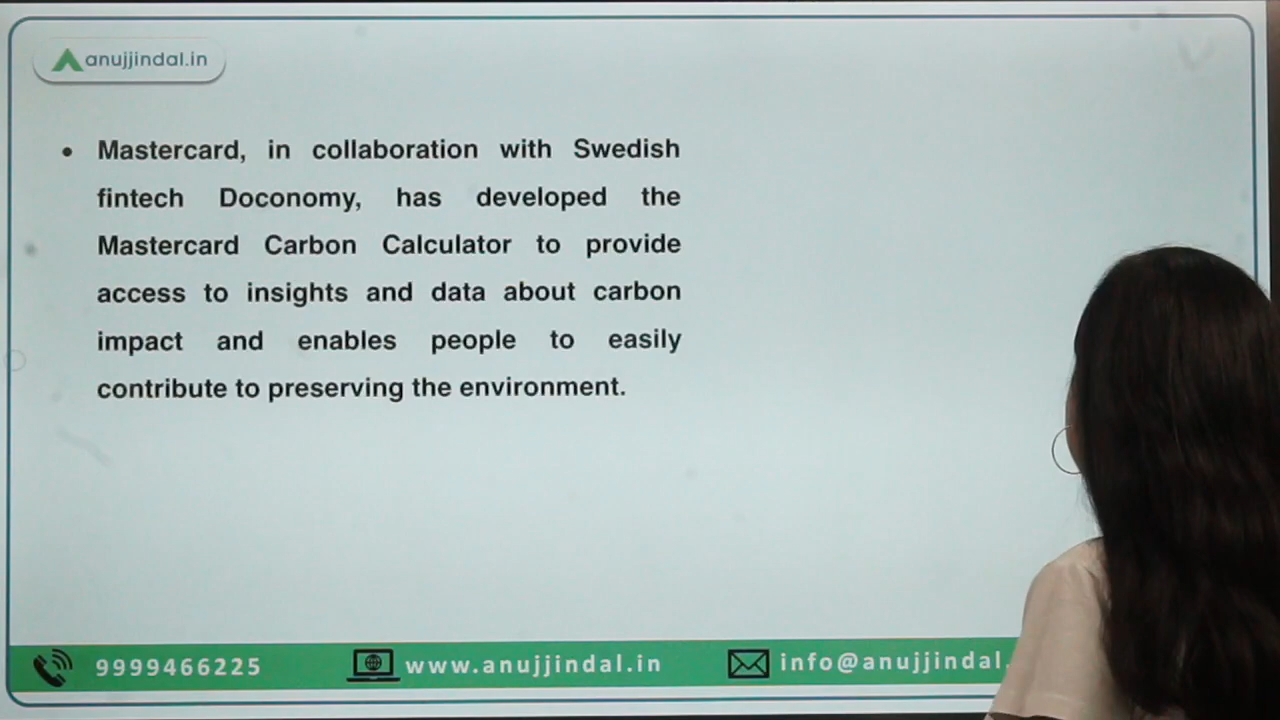 anujjindal.in
• Mastercard, in collaboration with Swedish
fintech Doconomy, has developed the
Mastercard Carbon Calculator to provide
access to insights and data about carbon
impact and enables people to easily
contribute to preserving the environment.
9999466225 www.anujjindal.in info@anujjindal.